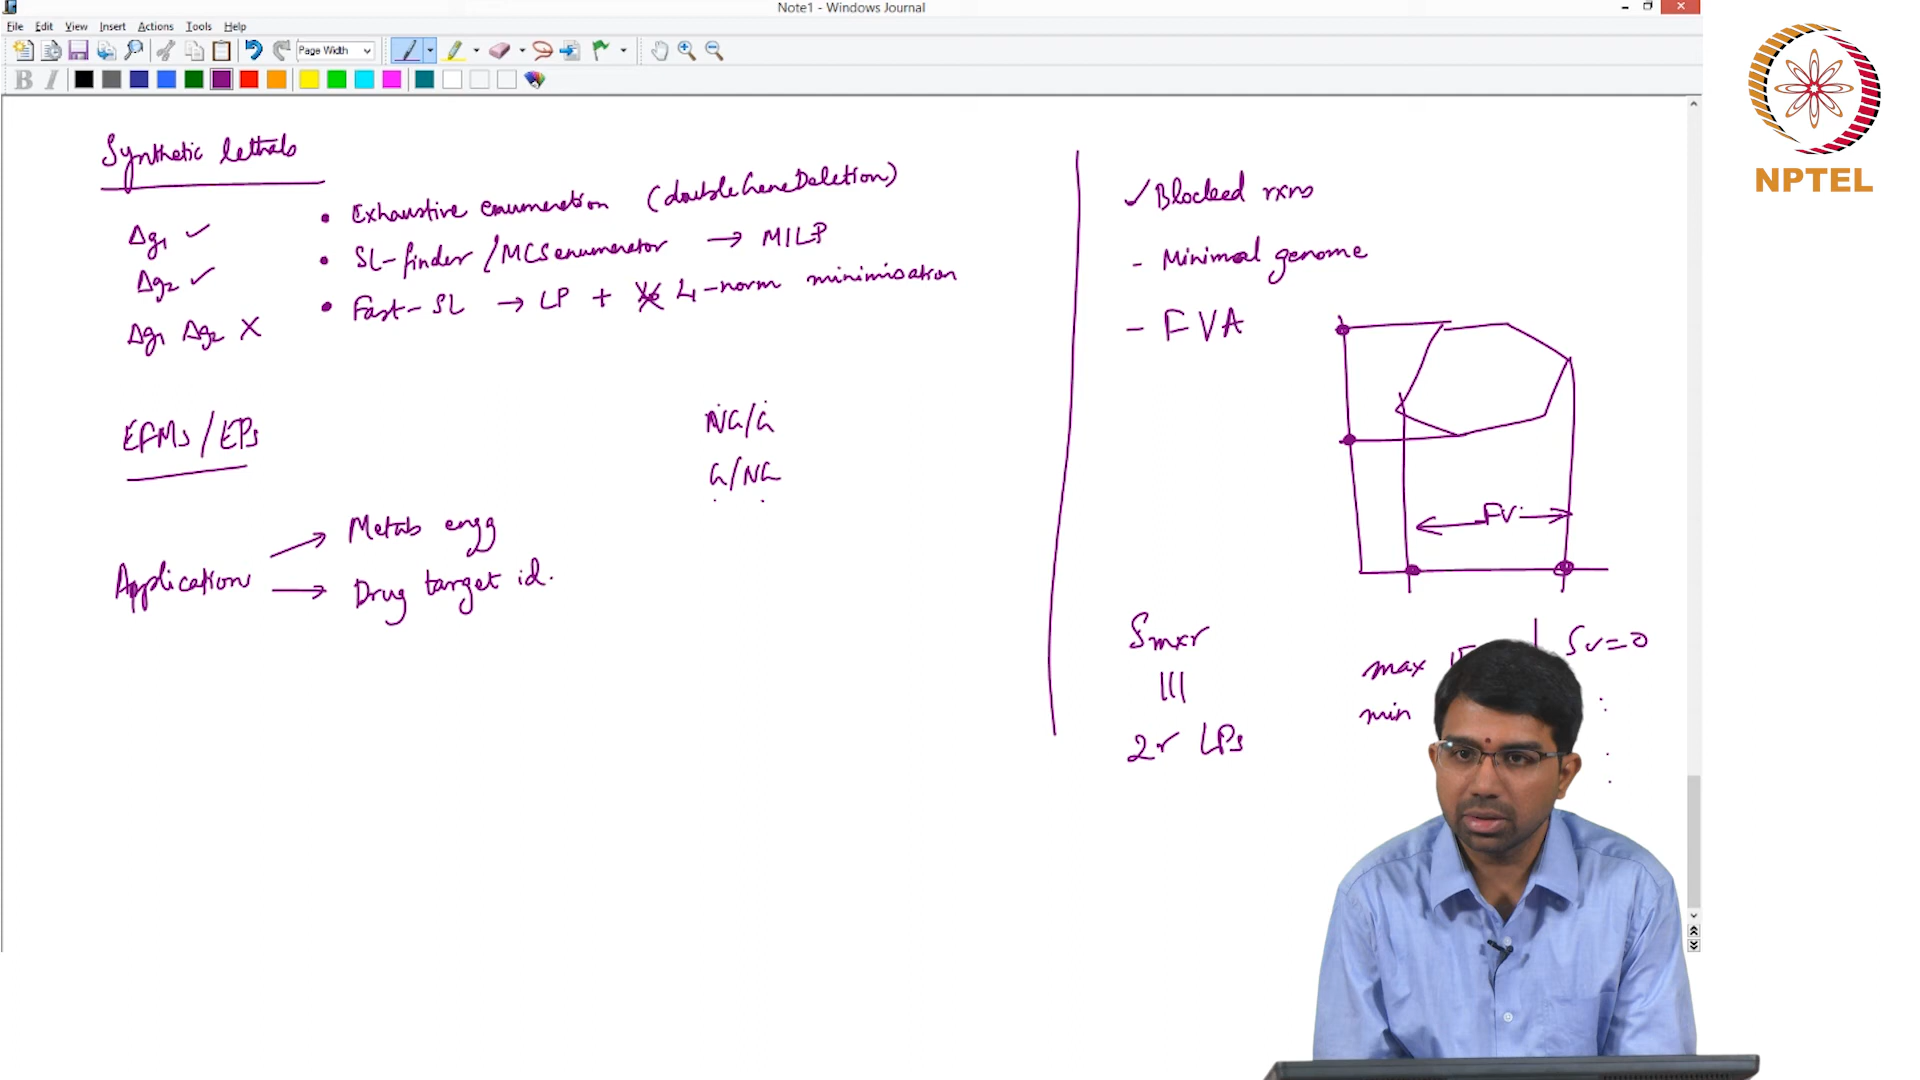 Note1 - Windows Journal
File Edit View Insert Actions Tools Help
Page Width
B I
NPTEL
Synthetic lethals
Δg1 ✓
Δg2 ✓
Δg1 Δg2 X
• Exhaustive enumeration (doubleGeneDeletion)
• SL-finder / MCSenumerator → MILP
• Fast-SL → LP + L1-norm minimisation
EFMs / EPs
NG/G
G/NG
Applications → Metab engg
→ Drug target id.
✓ Blocked rxns
- Minimal genome
- FVA
FVi
Smxr
|||
2r LPs
max
min
Sv=0